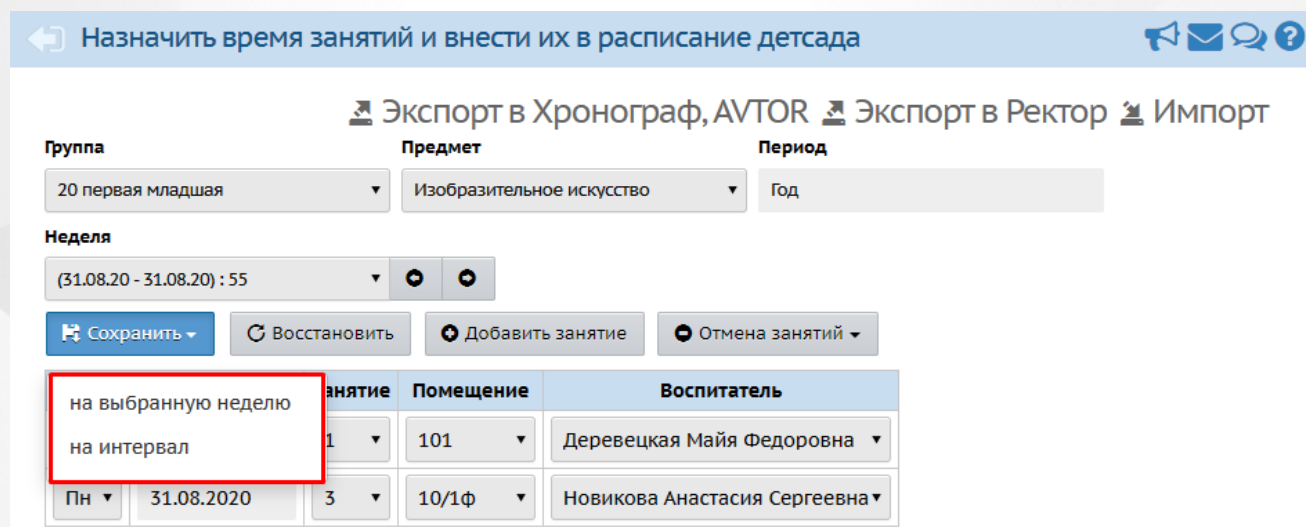 Назначить время занятий и внести их в расписание детсада
Экспорт в Хронограф, AVTOR Экспорт в Ректор Импорт
Группа Предмет Период
20 первая младшая Изобразительное искусство Год
Неделя
(31.08.20 - 31.08.20) : 55
Сохранить Восстановить Добавить занятие Отмена занятий
анятие Помещение Воспитатель
на выбранную неделю
1 101 Деревецкая Майя Федоровна
на интервал
Пн 31.08.2020 3 10/1ф Новикова Анастасия Сергеевна